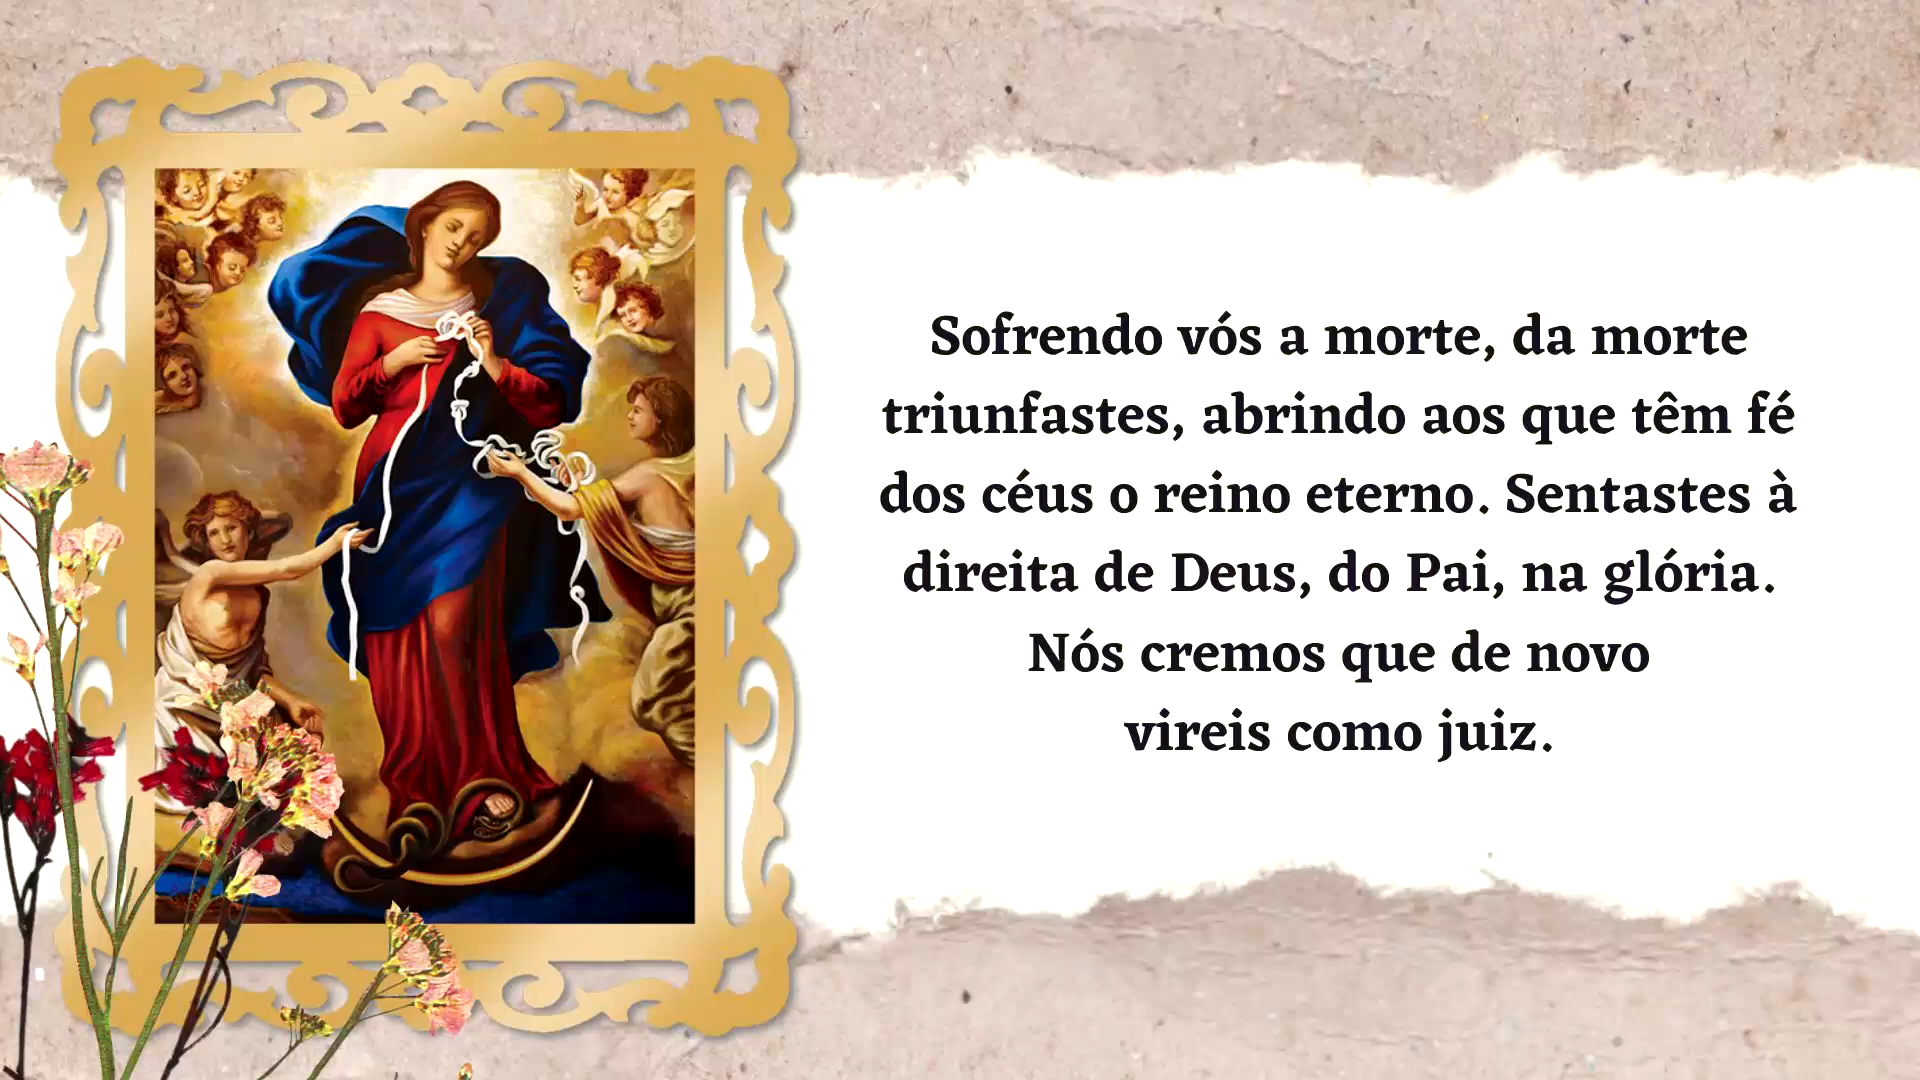 Sofrendo vós a morte, da morte
triunfastes, abrindo aos que têm fé
dos céus o reino eterno. Sentastes à
direita de Deus, do Pai, na glória.
Nós cremos que de novo
vireis como juiz.